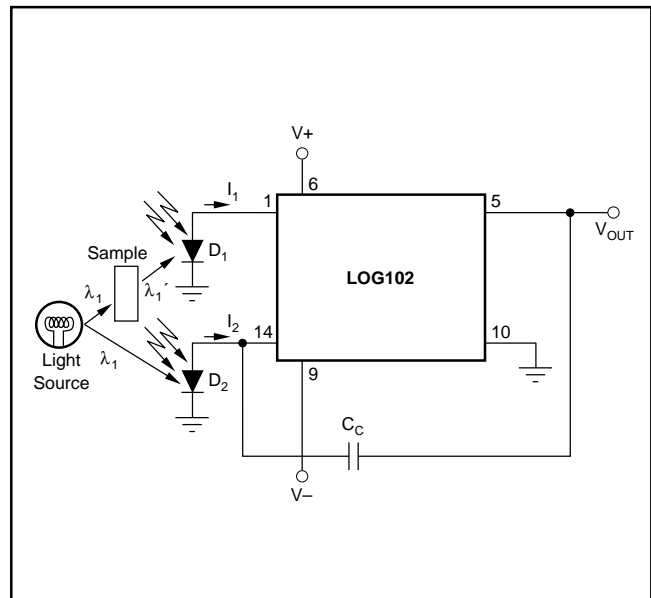 V+
6
I1
1
5
VOUT
Sample
D1
LOG102
λ1
λ1´
I2
14
10
Light
Source
λ1
D2
9
CC
V–